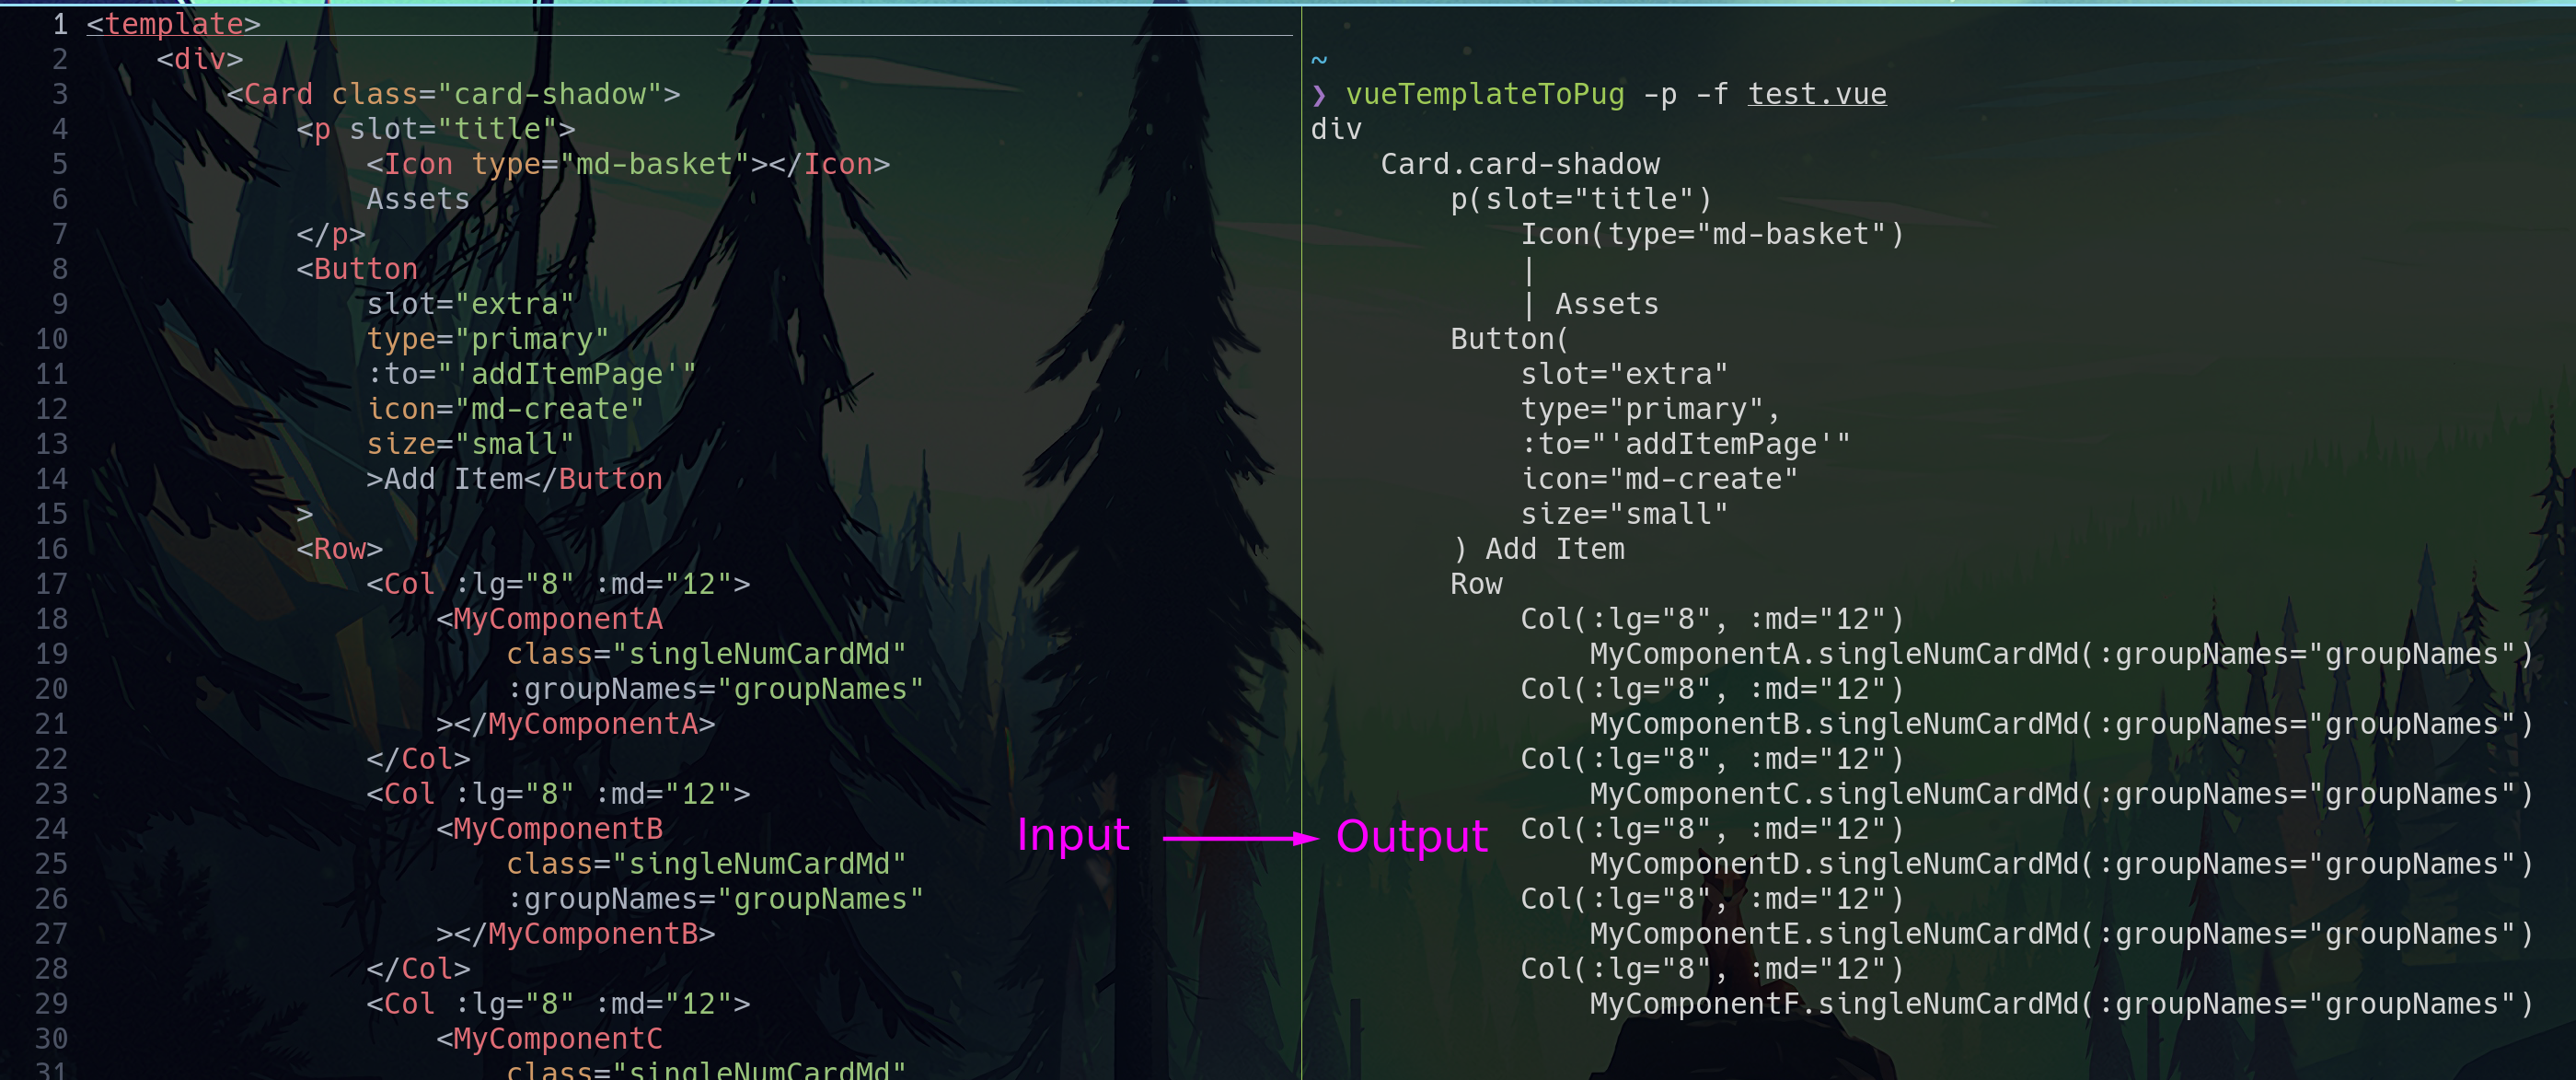 1 <template>
2     <div>
3         <Card class="card-shadow">
4             <p slot="title">
5                 <Icon type="md-basket"></Icon>
6                 Assets
7             </p>
8             <Button
9                 slot="extra"
10                 type="primary"
11                 :to="'addItemPage'"
12                 icon="md-create"
13                 size="small"
14                 >Add Item</Button
15             >
16             <Row>
17                 <Col :lg="8" :md="12">
18                     <MyComponentA
19                         class="singleNumCardMd"
20                         :groupNames="groupNames"
21                     ></MyComponentA>
22                 </Col>
23                 <Col :lg="8" :md="12">
24                     <MyComponentB
25                         class="singleNumCardMd"
26                         :groupNames="groupNames"
27                     ></MyComponentB>
28                 </Col>
29                 <Col :lg="8" :md="12">
30                     <MyComponentC
31                         class="singleNumCardMd"
~
❯ vueTemplateToPug -p -f test.vue
div
    Card.card-shadow
        p(slot="title")
            Icon(type="md-basket")
            |
            | Assets
        Button(
            slot="extra"
            type="primary",
            :to="'addItemPage'"
            icon="md-create"
            size="small"
        ) Add Item
        Row
            Col(:lg="8", :md="12")
                MyComponentA.singleNumCardMd(:groupNames="groupNames")
            Col(:lg="8", :md="12")
                MyComponentB.singleNumCardMd(:groupNames="groupNames")
            Col(:lg="8", :md="12")
                MyComponentC.singleNumCardMd(:groupNames="groupNames")
            Col(:lg="8", :md="12")
                MyComponentD.singleNumCardMd(:groupNames="groupNames")
            Col(:lg="8", :md="12")
                MyComponentE.singleNumCardMd(:groupNames="groupNames")
            Col(:lg="8", :md="12")
                MyComponentF.singleNumCardMd(:groupNames="groupNames")
Input
Output